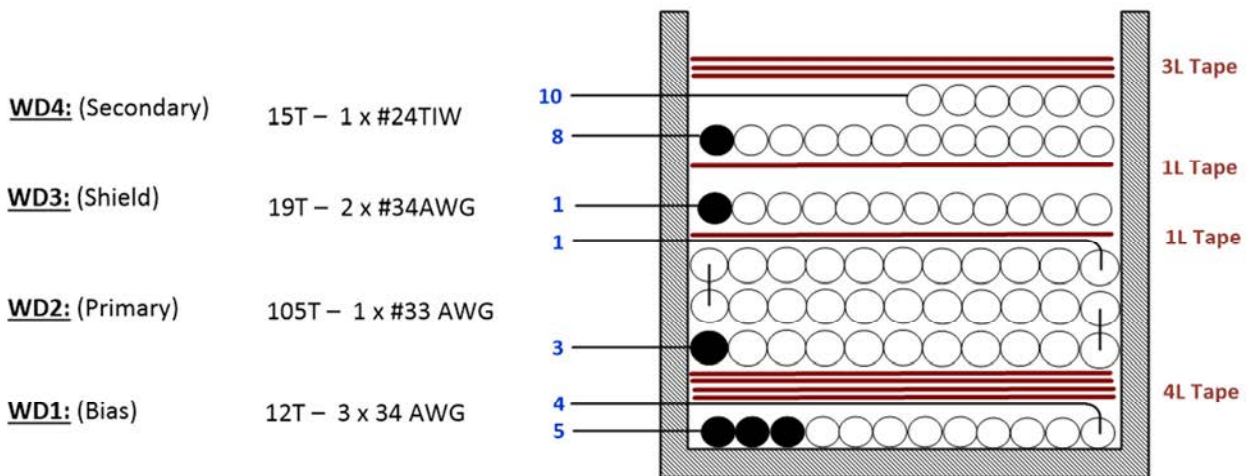 3L Tape
10
WD4: (Secondary) 15T – 1 x #24TIW
8
1L Tape
WD3: (Shield) 19T – 2 x #34AWG
1
1L Tape
1
WD2: (Primary) 105T – 1 x #33 AWG
3
4L Tape
4
WD1: (Bias) 12T – 3 x 34 AWG
5